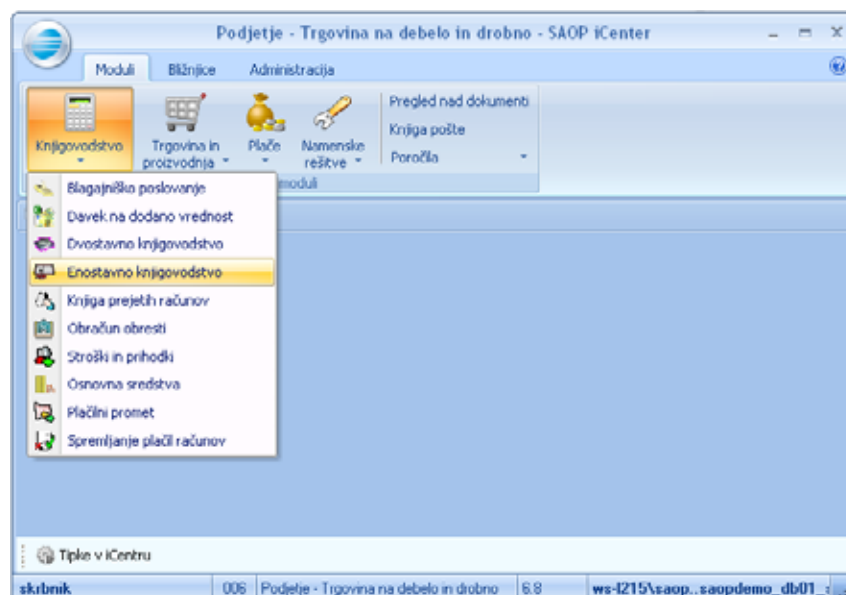 Podjetje - Trgovina na debelo in drobno - SAOP iCenter
Moduli Bližnjice Administracija
Knjigovodstvo
Trgovina in proizvodnja
Plače
Namenske rešitve
Pregled nad dokumenti
Knjiga pošte
Poročila
moduli
Blagajniško poslovanje
Davek na dodano vrednost
Dvostavno knjigovodstvo
Enostavno knjigovodstvo
Knjiga prejetih računov
Obračun obresti
Stroški in prihodki
Osnovna sredstva
Plačilni promet
Spremljanje plačil računov
Tipke v iCentru
skrbnik 006 Podjetje - Trgovina na debelo in drobno 6.8 ws-l215\saop..saopdemo_db01_